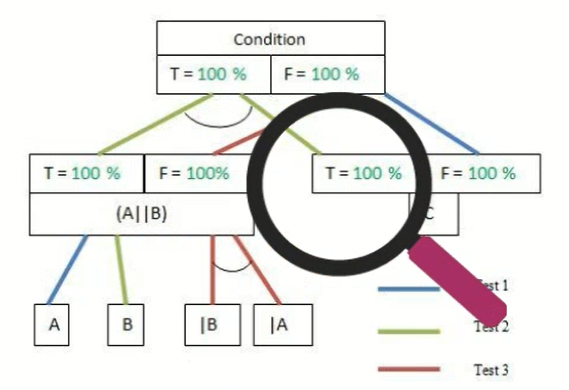 Condition
T = 100 % F = 100 %
T = 100 % F = 100% T = 100 % F = 100 %
(A||B) C
A B |B |A
Test 1
Test 2
Test 3